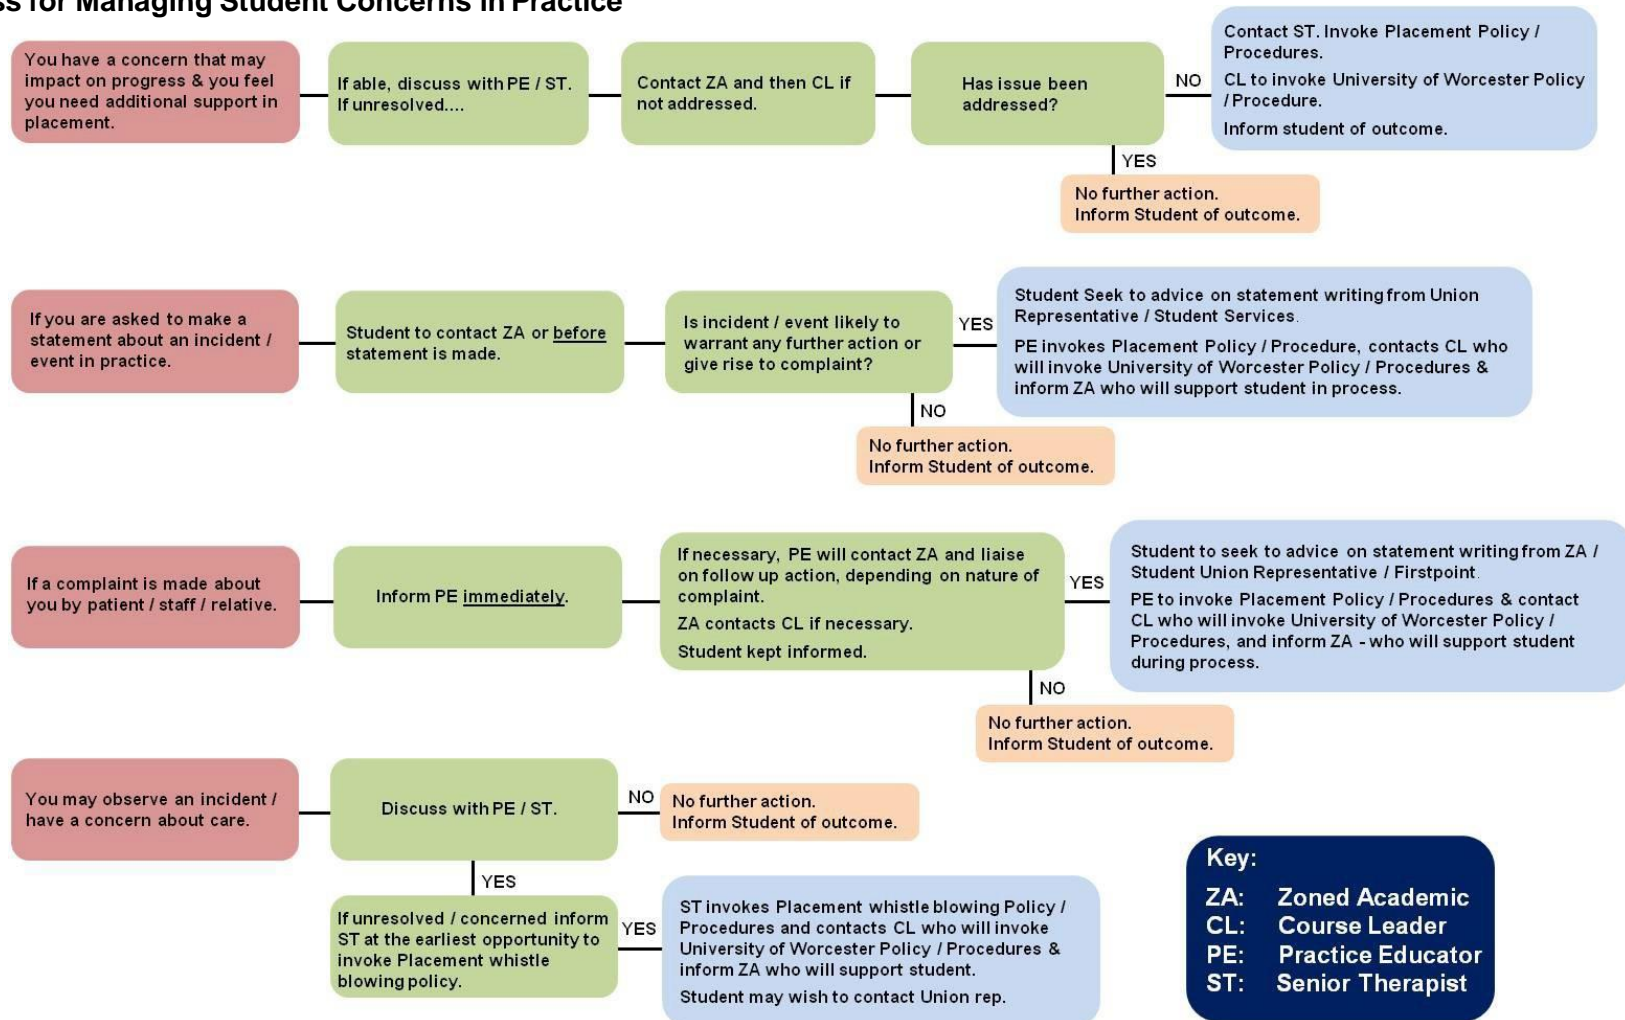 ss for Managing Student Concerns in Practice
You have a concern that may
impact on progress & you feel
you need additional support in
placement.
If able, discuss with PE / ST.
If unresolved....
Contact ZA and then CL if
not addressed.
Has issue been
addressed?
NO
Contact ST. Invoke Placement Policy /
Procedures.
CL to invoke University of Worcester Policy
/ Procedure.
Inform student of outcome.
YES
No further action.
Inform Student of outcome.
If you are asked to make a
statement about an incident /
event in practice.
Student to contact ZA or before
statement is made.
Is incident / event likely to
warrant any further action or
give rise to complaint?
YES
Student Seek to advice on statement writing from Union
Representative / Student Services.
PE invokes Placement Policy / Procedure, contacts CL who
will invoke University of Worcester Policy / Procedures &
inform ZA who will support student in process.
NO
No further action.
Inform Student of outcome.
If a complaint is made about
you by patient / staff / relative.
Inform PE immediately.
If necessary, PE will contact ZA and liaise
on follow up action, depending on nature of
complaint.
ZA contacts CL if necessary.
Student kept informed.
YES
Student to seek to advice on statement writing from ZA /
Student Union Representative / Firstpoint.
PE to invoke Placement Policy / Procedures & contact
CL who will invoke University of Worcester Policy /
Procedures, and inform ZA - who will support student
during process.
NO
No further action.
Inform Student of outcome.
You may observe an incident /
have a concern about care.
Discuss with PE / ST.
NO
No further action.
Inform Student of outcome.
YES
If unresolved / concerned inform
ST at the earliest opportunity to
invoke Placement whistle
blowing policy.
YES
ST invokes Placement whistle blowing Policy /
Procedures and contacts CL who will invoke
University of Worcester Policy / Procedures &
inform ZA who will support student.
Student may wish to contact Union rep.
Key:
ZA: Zoned Academic
CL: Course Leader
PE: Practice Educator
ST: Senior Therapist